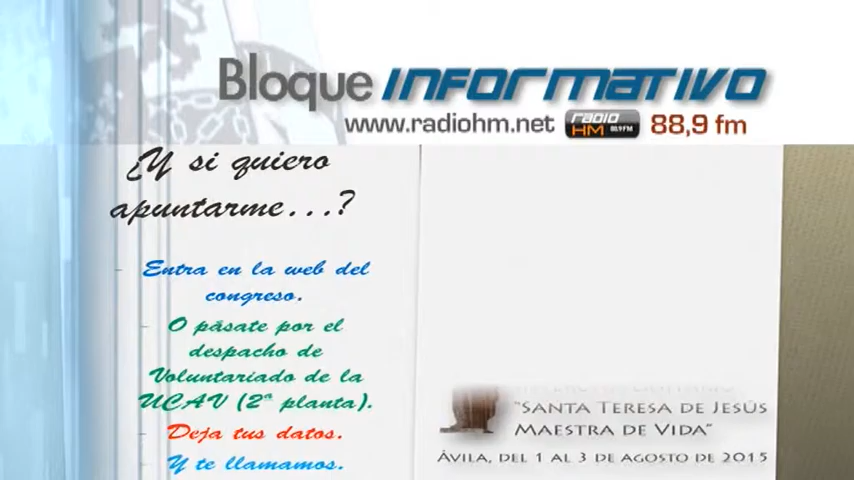 Bloque INFORMATIVO
www.radiohm.net radio HM 88.9 FM 88,9 fm
¿Y si quiero
apuntarme...?
- Entra en la web del
congreso.
- O pásate por el
despacho de
Voluntariado de la
UCAV (2ª planta).
- Deja tus datos.
- Y te llamamos.
"SANTA TERESA DE JESÚS
MAESTRA DE VIDA"
ÁVILA, DEL 1 AL 3 DE AGOSTO DE 2015